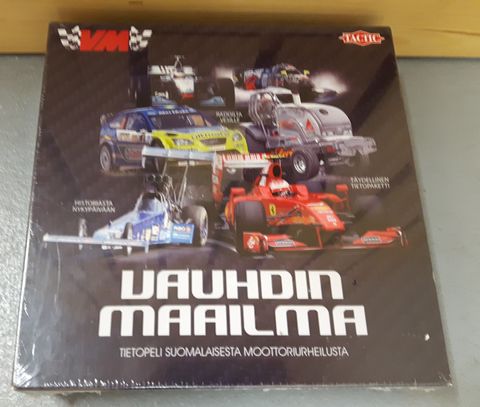 VM
TACTIC
RADOILTA
VESILLE
HISTORIASTA
NYKYPÄIVÄÄN
TÄYDELLINEN
TIETOPAKETTI
VAUHDIN
MAAILMA
TIETOPELI SUOMALAISESTA MOOTTORIURHEILUSTA